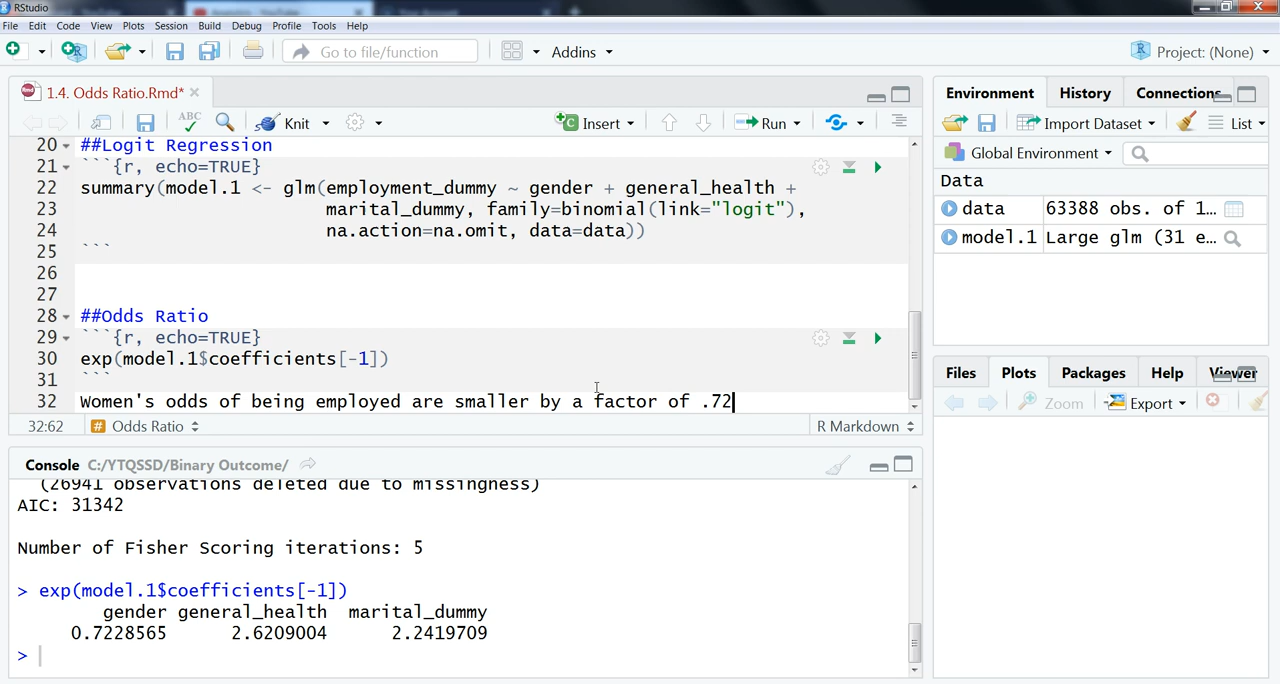 RStudio
File Edit Code View Plots Session Build Debug Profile Tools Help
Go to file/function Addins Project: (None)
1.4. Odds Ratio.Rmd*
Knit Insert Run
20 ##Logit Regression
21 ```{r, echo=TRUE}
22 summary(model.1 <- glm(employment_dummy ~ gender + general_health +
23 marital_dummy, family=binomial(link="logit"),
24 na.action=na.omit, data=data))
25 ```
26
27
28 ##Odds Ratio
29 ```{r, echo=TRUE}
30 exp(model.1$coefficients[-1])
31 ```
32 Women's odds of being employed are smaller by a factor of .72
32:62 # Odds Ratio R Markdown
Console C:/YTQSSD/Binary Outcome/
(26941 observations deleted due to missingness)
AIC: 31342
Number of Fisher Scoring iterations: 5
> exp(model.1$coefficients[-1])
gender general_health marital_dummy
0.7228565 2.6209004 2.2419709
>
Environment History Connections
Import Dataset List
Global Environment
Data
data 63388 obs. of 1...
model.1 Large glm (31 e...
Files Plots Packages Help Viewer
Zoom Export